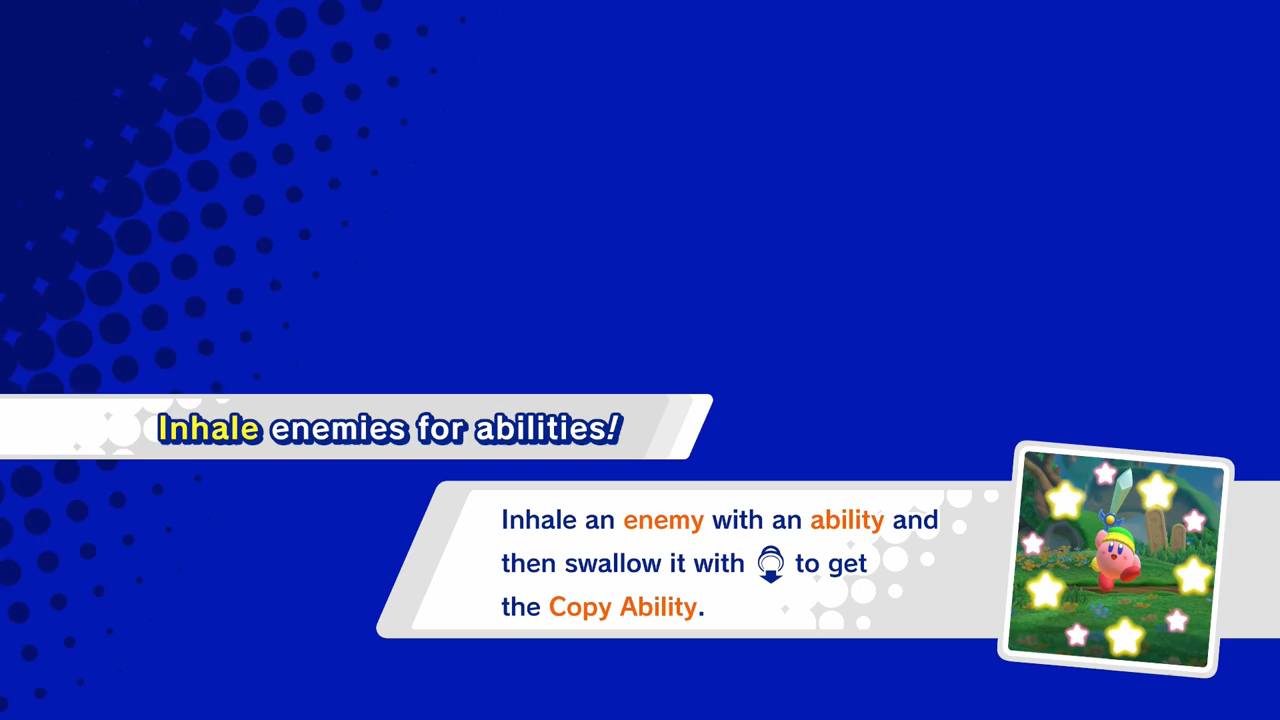 Inhale enemies for abilities!
Inhale an enemy with an ability and
then swallow it with to get
the Copy Ability.